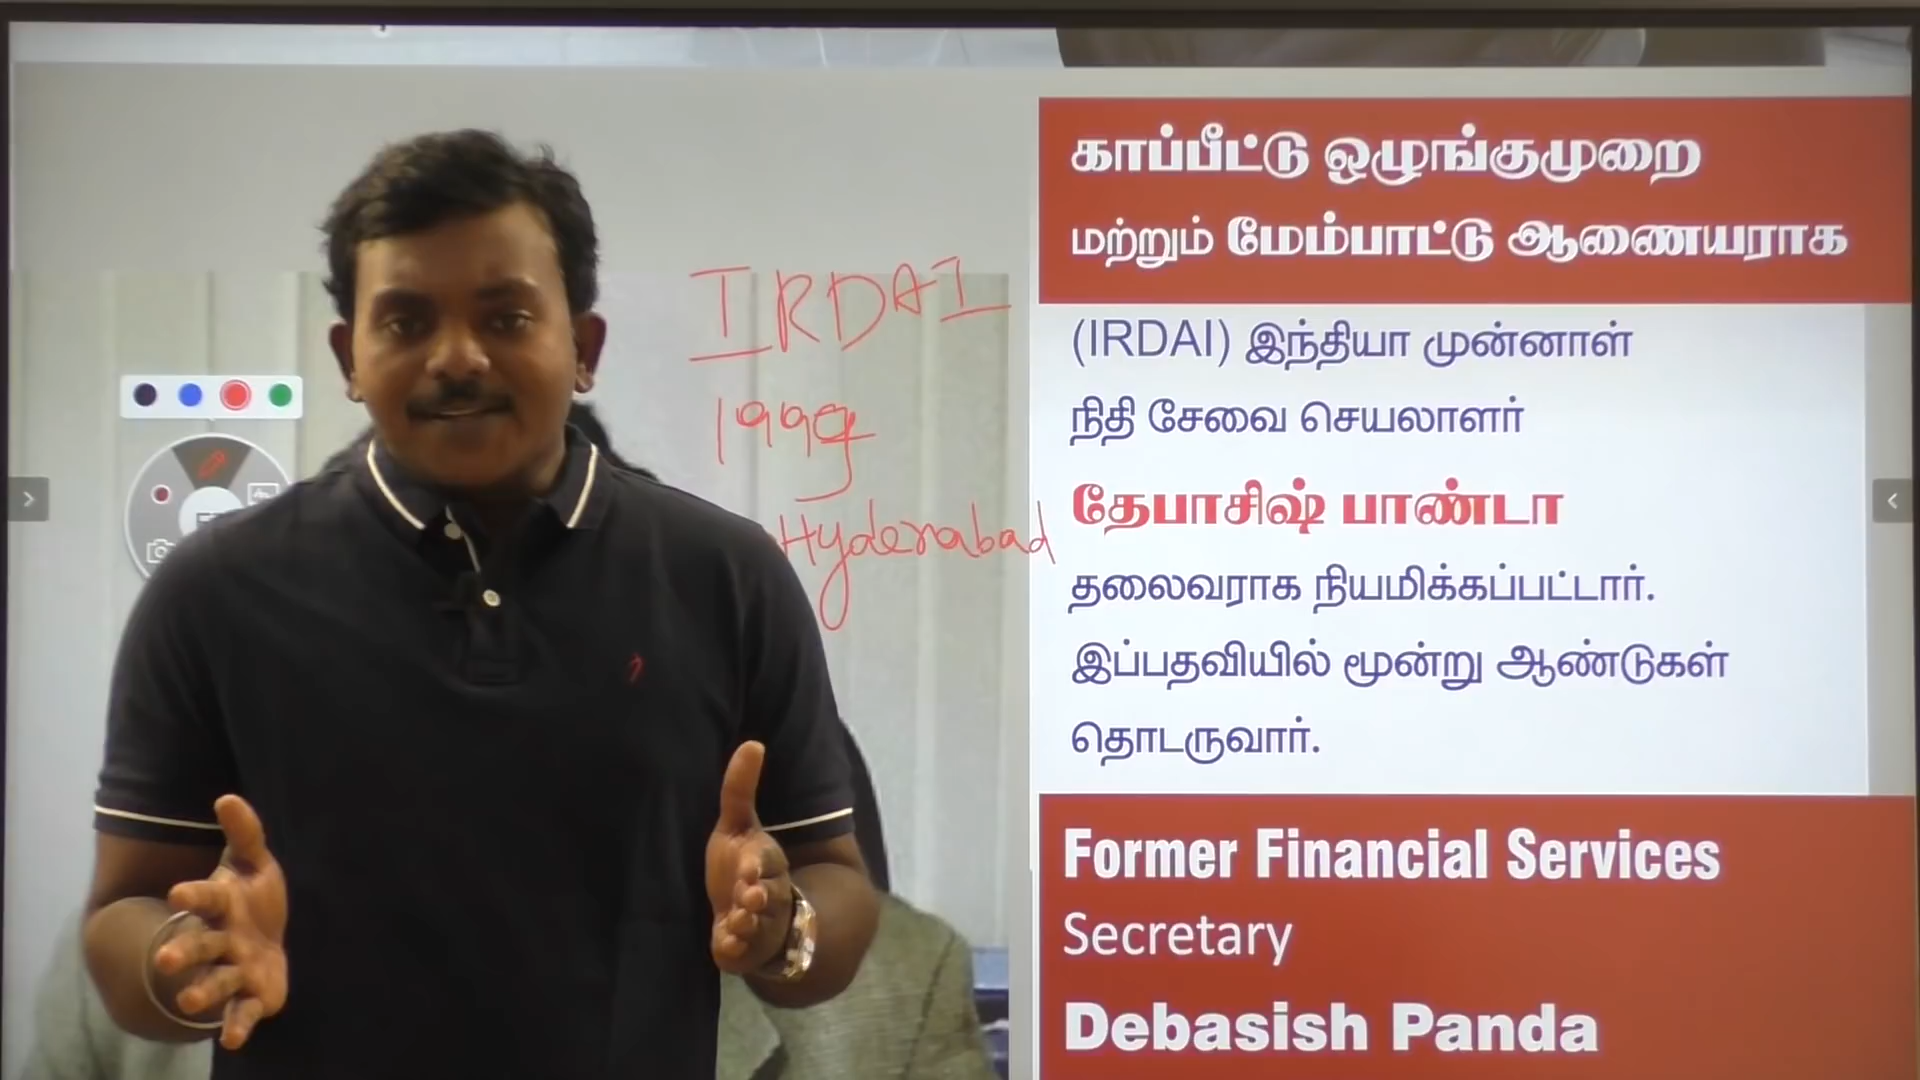 IRDAI
1999
Hyderabad
காப்பீட்டு ஒழுங்குமுறை
மற்றும் மேம்பாட்டு ஆணையராக
(IRDAI) இந்தியா முன்னாள்
நிதி சேவை செயலாளர்
தேபாசிஷ் பாண்டா
தலைவராக நியமிக்கப்பட்டார்.
இப்பதவியில் மூன்று ஆண்டுகள்
தொடருவார்.
Former Financial Services
Secretary
Debasish Panda